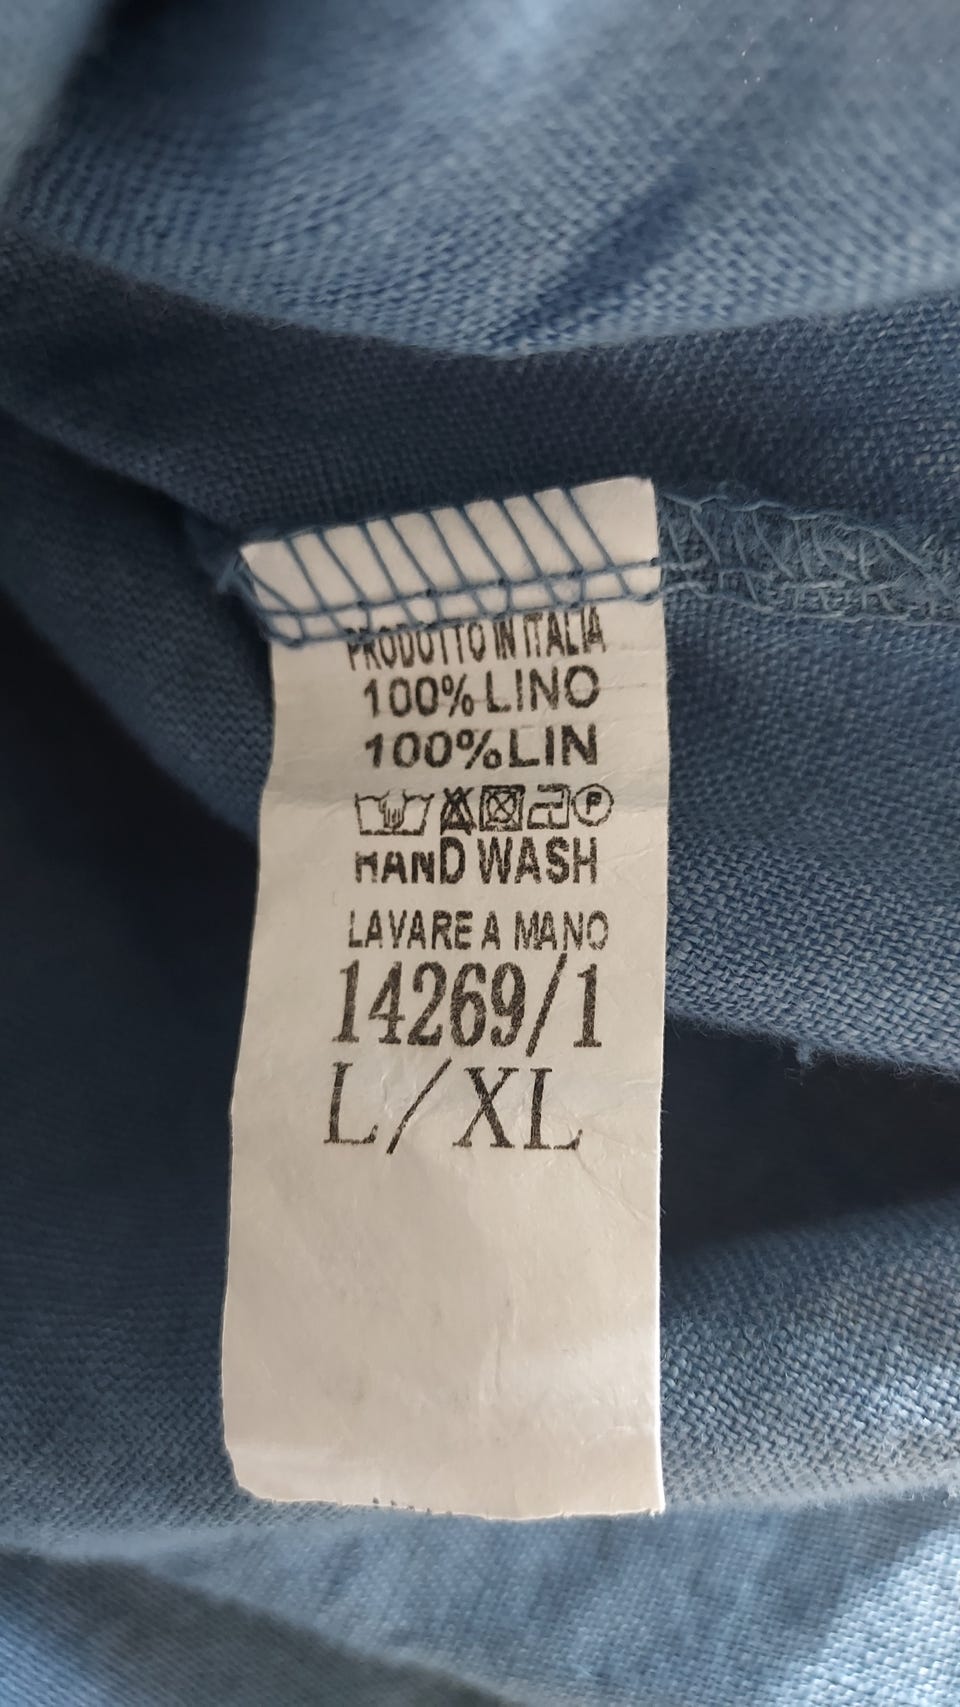 PRODOTTO IN ITALIA
100% LINO
100% LIN
P
HAND WASH
LAVARE A MANO
14269/1
L/XL